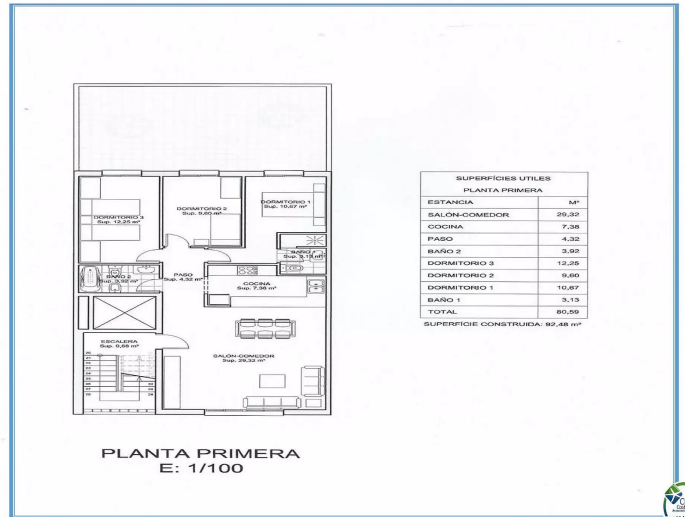 DORMITORIO 3
Sup. 12,25 m²
DORMITORIO 2
Sup. 9,60 m²
DORMITORIO 1
Sup. 10,67 m²
BAÑO 1
Sup. 3,13 m²
BAÑO 2
Sup. 3,92 m²
PASO
Sup. 4,32 m²
COCINA
Sup. 7,38 m²
ESCALERA
SALÓN-COMEDOR
Sup. 29,32 m²
PLANTA PRIMERA
E: 1/100
SUPERFÍCIES UTILES
PLANTA PRIMERA
ESTANCIA M²
SALÓN-COMEDOR 29,32
COCINA 7,38
PASO 4,32
BAÑO 2 3,92
DORMITORIO 3 12,25
DORMITORIO 2 9,60
DORMITORIO 1 10,67
BAÑO 1 3,13
TOTAL 80,59
SUPERFÍCIE CONSTRUIDA: 92,48 m²